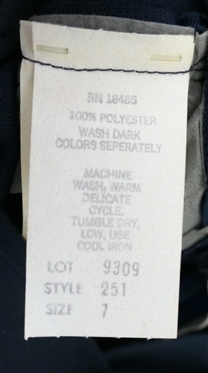 RN 18488
100% POLYESTER
WASH DARK
COLORS SEPERATELY
MACHINE
WASH, WARM
DELICATE
CYCLE.
TUMBLE DRY,
LOW, USE
COOL IRON
LOT 9309
STYLE 251
SIZE 7